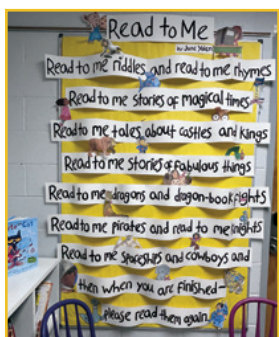 Read to Me
by: Jane Yolen
Read to me riddles and read to me rhymes
Read to me stories of magical times
Read to me tales about castles and kings
Read to me stories of fabulous things
Read to me dragons and dragon-book fights
Read to me pirates and read to me knights
Read to me spaceships and cowboys and
then when you are finished-
please read them again.